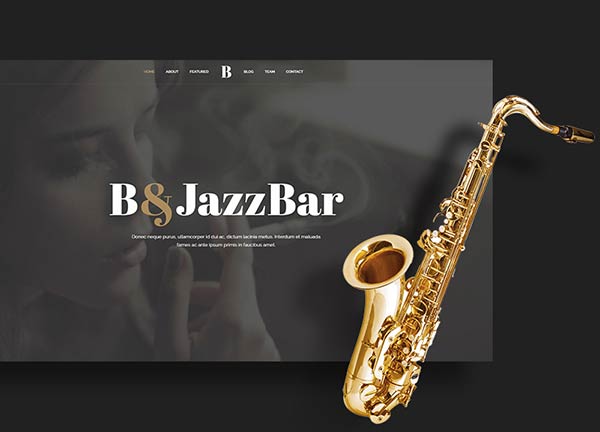 HOME ABOUT FEATURED B BLOG TEAM CONTACT
B&JazzBar
Donec neque purus, ullamcorper id dui ac, dictum lacinia metus. Interdum et malsuada
fames ac ante ipsum primis in faucibus amet.